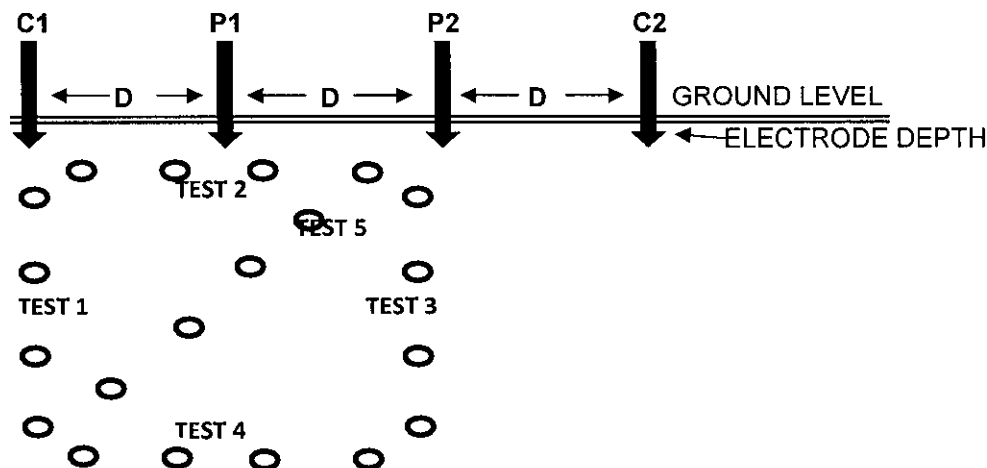 C1 P1 P2 C2
D D D
GROUND LEVEL
ELECTRODE DEPTH
TEST 2
TEST 5
TEST 1 TEST 3
TEST 4